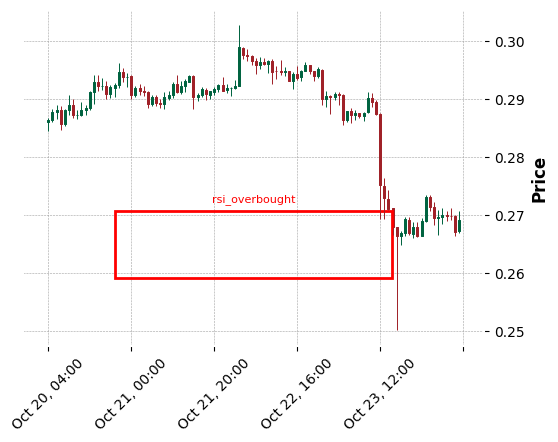 0.30
0.29
0.28
0.27
0.26
0.25
Price
rsi_overbought
Oct 20, 04:00
Oct 21, 00:00
Oct 21, 20:00
Oct 22, 16:00
Oct 23, 12:00